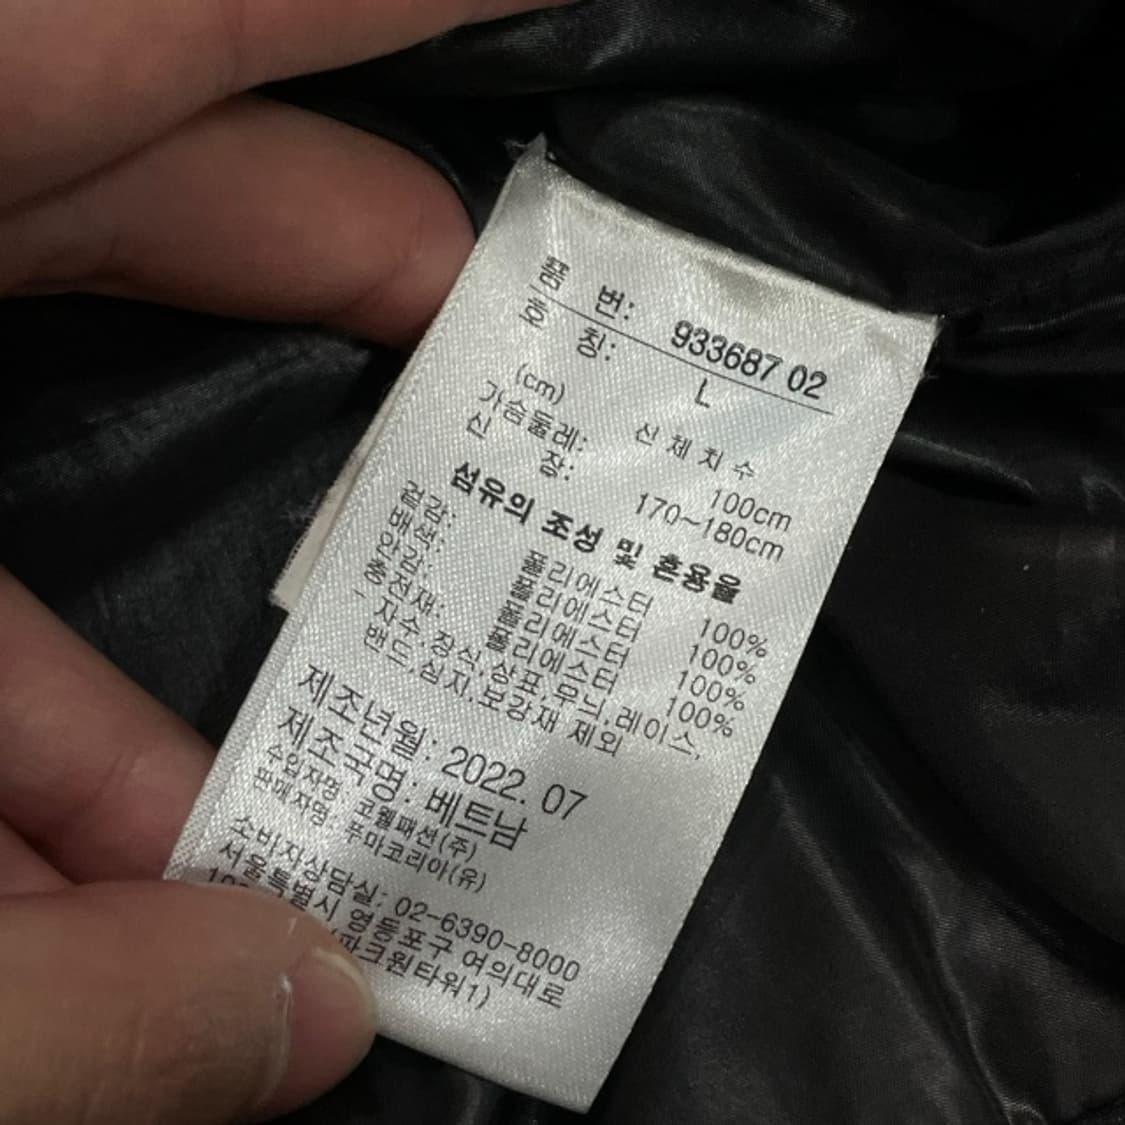 품 번: 933687 02
호 칭: L
(cm) 신체치수
가슴둘레: 100cm
신 장: 170~180cm
섬유의 조성 및 혼용율
겉감: 폴리에스터 100%
배색: 폴리에스터 100%
안감: 폴리에스터 100%
충전재: 폴리에스터 100%
- 자수,장식,상표,무늬,레이스,
밴드,심지,보강재 제외
제조년월: 2022. 07
제조국명: 베트남
수입자명: 코웰패션(주)
판매자명: 푸마코리아(유)
소비자상담실: 02-6390-8000
서울특별시 영등포구 여의대로
(파크원타워1)